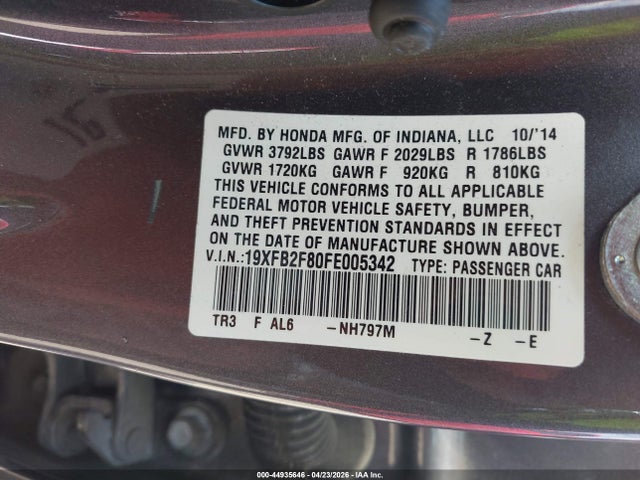 MFD. BY HONDA MFG. OF INDIANA, LLC 10/'14
GVWR 3792LBS GAWR F 2029LBS R 1786LBS
GVWR 1720KG GAWR F 920KG R 810KG
THIS VEHICLE CONFORMS TO ALL APPLICABLE
FEDERAL MOTOR VEHICLE SAFETY, BUMPER,
AND THEFT PREVENTION STANDARDS IN EFFECT
ON THE DATE OF MANUFACTURE SHOWN ABOVE.
V.I.N.:19XFB2F80FE005342 TYPE: PASSENGER CAR
TR3 F AL6 -NH797M -Z -E
000-44935646 - 04/23/2026 - IAA Inc.